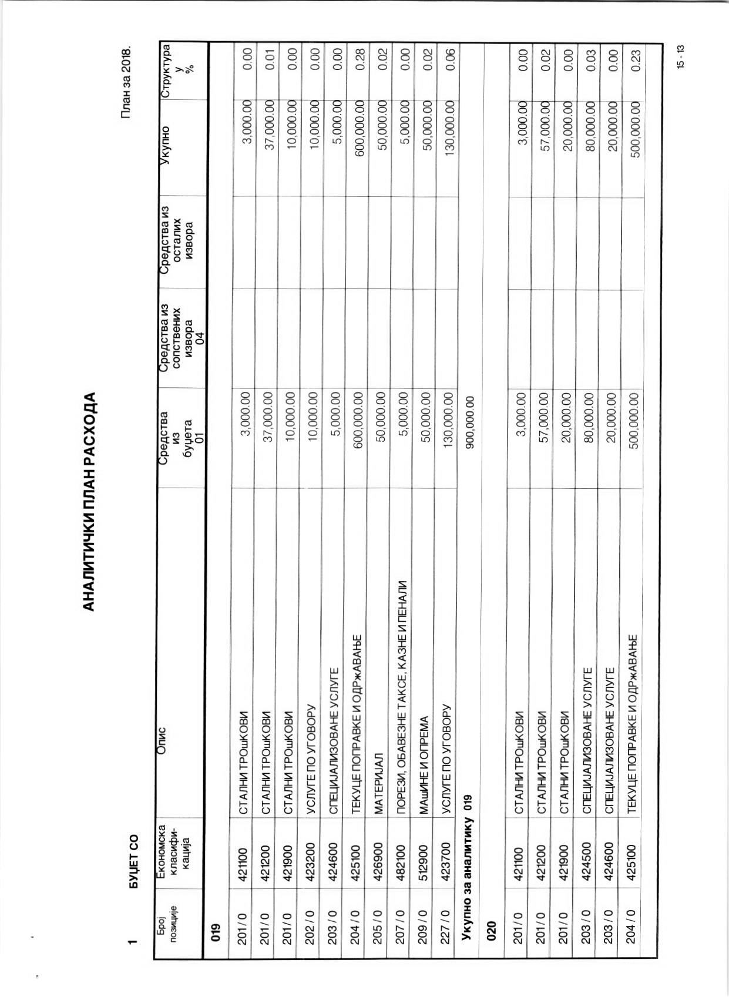 АНАЛИТИЧКИ ПЛАН РАСХОДА
План за 2018.
1 БУЏЕТ СО
Број позиције Економска класифи- кација Опис Средства из буџета 01 Средства из сопствених извора 04 Средства из осталих извора Укупно Структура у %
019
201 / 0 421100 СТАЛНИ ТРОшКОВИ 3,000.00 3,000.00 0.00
201 / 0 421200 СТАЛНИ ТРОшКОВИ 37,000.00 37,000.00 0.01
201 / 0 421900 СТАЛНИ ТРОшКОВИ 10,000.00 10,000.00 0.00
202 / 0 423200 УСЛУГЕ ПО УГОВОРУ 10,000.00 10,000.00 0.00
203 / 0 424600 СПЕЦИЈАЛИЗОВАНЕ УСЛУГЕ 5,000.00 5,000.00 0.00
204 / 0 425100 ТЕКУЦЕ ПОПРАВКЕ И ОДРжАВАЊЕ 600,000.00 600,000.00 0.28
205 / 0 426900 МАТЕРИЈАЛ 50,000.00 50,000.00 0.02
207 / 0 482100 ПОРЕЗИ, ОБАВЕЗНЕ ТАКСЕ, КАЗНЕ И ПЕНАЛИ 5,000.00 5,000.00 0.00
209 / 0 512900 МАшИНЕ И ОПРЕМА 50,000.00 50,000.00 0.02
227 / 0 423700 УСЛУГЕ ПО УГОВОРУ 130,000.00 130,000.00 0.06
Укупно за аналитику 019 900,000.00
020
201 / 0 421100 СТАЛНИ ТРОшКОВИ 3,000.00 3,000.00 0.00
201 / 0 421200 СТАЛНИ ТРОшКОВИ 57,000.00 57,000.00 0.02
201 / 0 421900 СТАЛНИ ТРОшКОВИ 20,000.00 20,000.00 0.00
203 / 0 424500 СПЕЦИЈАЛИЗОВАНЕ УСЛУГЕ 80,000.00 80,000.00 0.03
203 / 0 424600 СПЕЦИЈАЛИЗОВАНЕ УСЛУГЕ 20,000.00 20,000.00 0.00
204 / 0 425100 ТЕКУЦЕ ПОПРАВКЕ И ОДРжАВАЊЕ 500,000.00 500,000.00 0.23
15 - 13